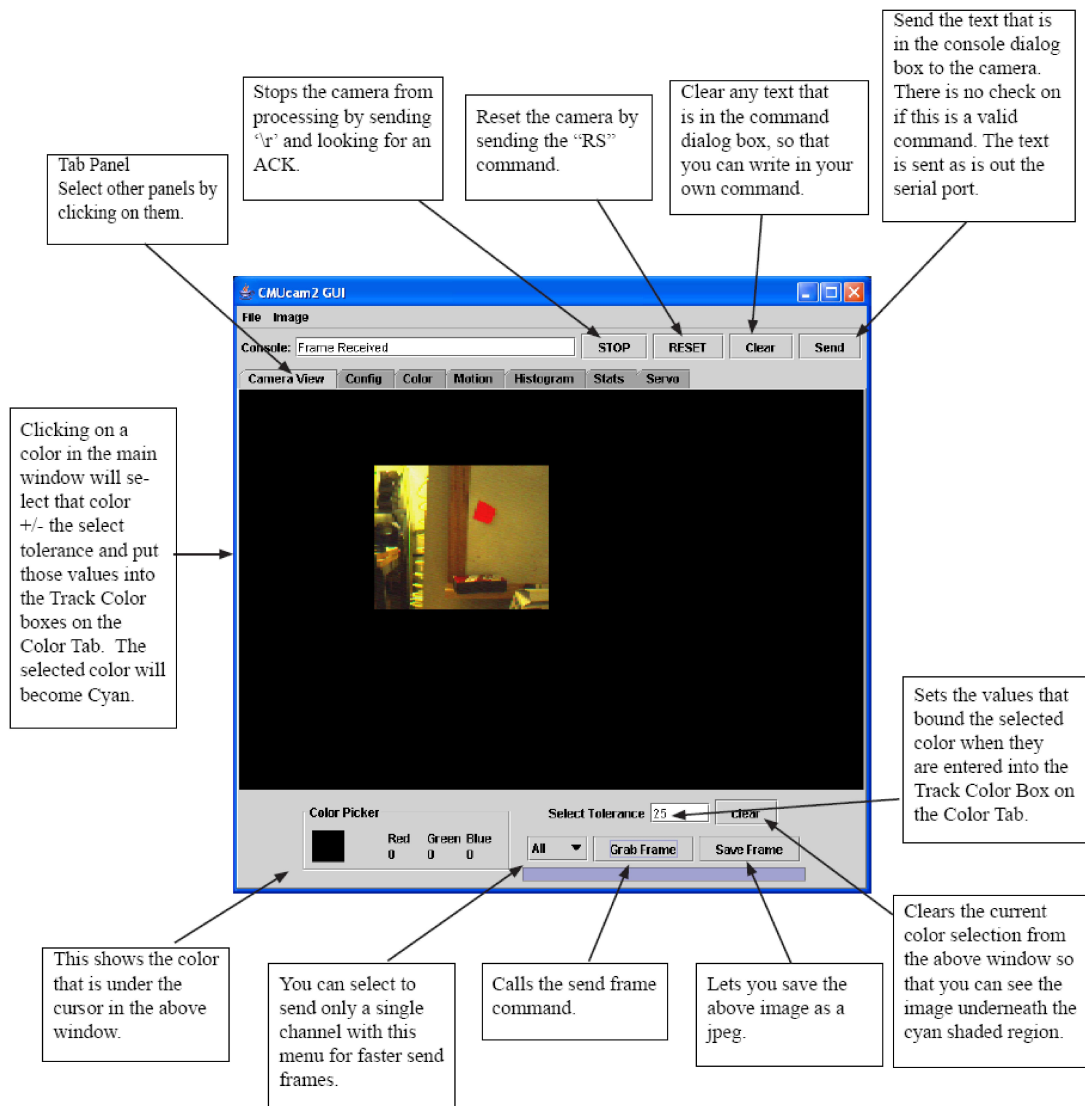 Send the text that is
in the console dialog
box to the camera.
There is no check on
if this is a valid
command. The text
is sent as is out the
serial port.
Stops the camera from
processing by sending
‘\r’ and looking for an
ACK.
Reset the camera by
sending the “RS”
command.
Clear any text that
is in the command
dialog box, so that
you can write in your
own command.
Tab Panel
Select other panels by
clicking on them.
CMUcam2 GUI
File Image
Console: Frame Received STOP RESET Clear Send
Camera View Config Color Motion Histogram Stats Servo
Clicking on a
color in the main
window will se-
lect that color
+/- the select
tolerance and put
those values into
the Track Color
boxes on the
Color Tab. The
selected color will
become Cyan.
Sets the values that
bound the selected
color when they
are entered into the
Track Color Box on
the Color Tab.
Color Picker
Red Green Blue
0 0 0
Select Tolerance 25 clear
All Grab Frame Save Frame
This shows the color
that is under the
cursor in the above
window.
You can select to
send only a single
channel with this
menu for faster send
frames.
Calls the send frame
command.
Lets you save the
above image as a
jpeg.
Clears the current
color selection from
the above window so
that you can see the
image underneath the
cyan shaded region.